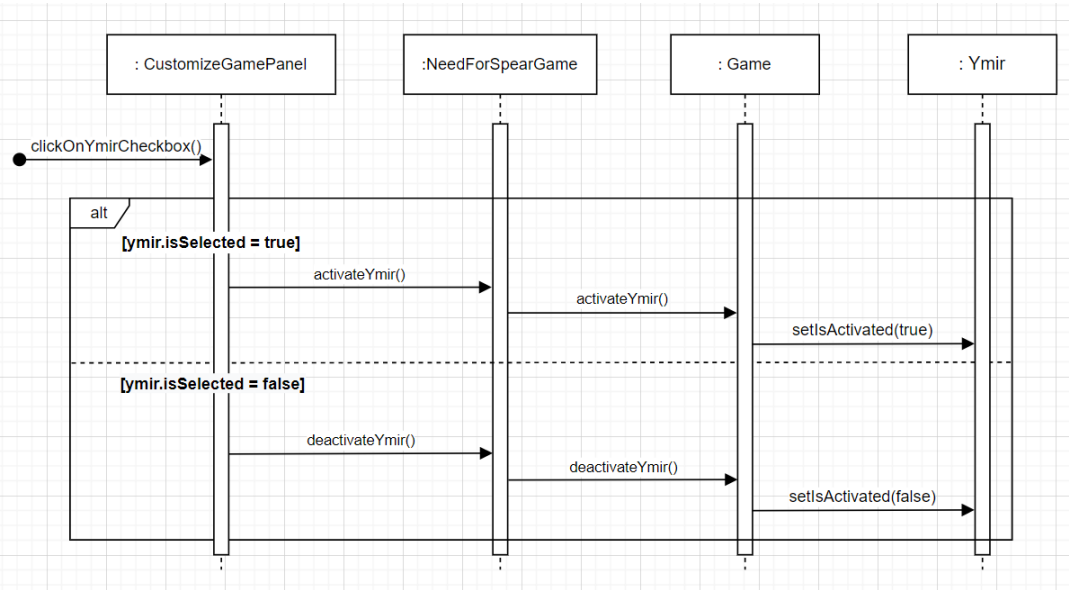 : CustomizeGamePanel
:NeedForSpearGame
: Game
: Ymir
clickOnYmirCheckbox()
alt
[ymir.isSelected = true]
activateYmir()
activateYmir()
setIsActivated(true)
[ymir.isSelected = false]
deactivateYmir()
deactivateYmir()
setIsActivated(false)